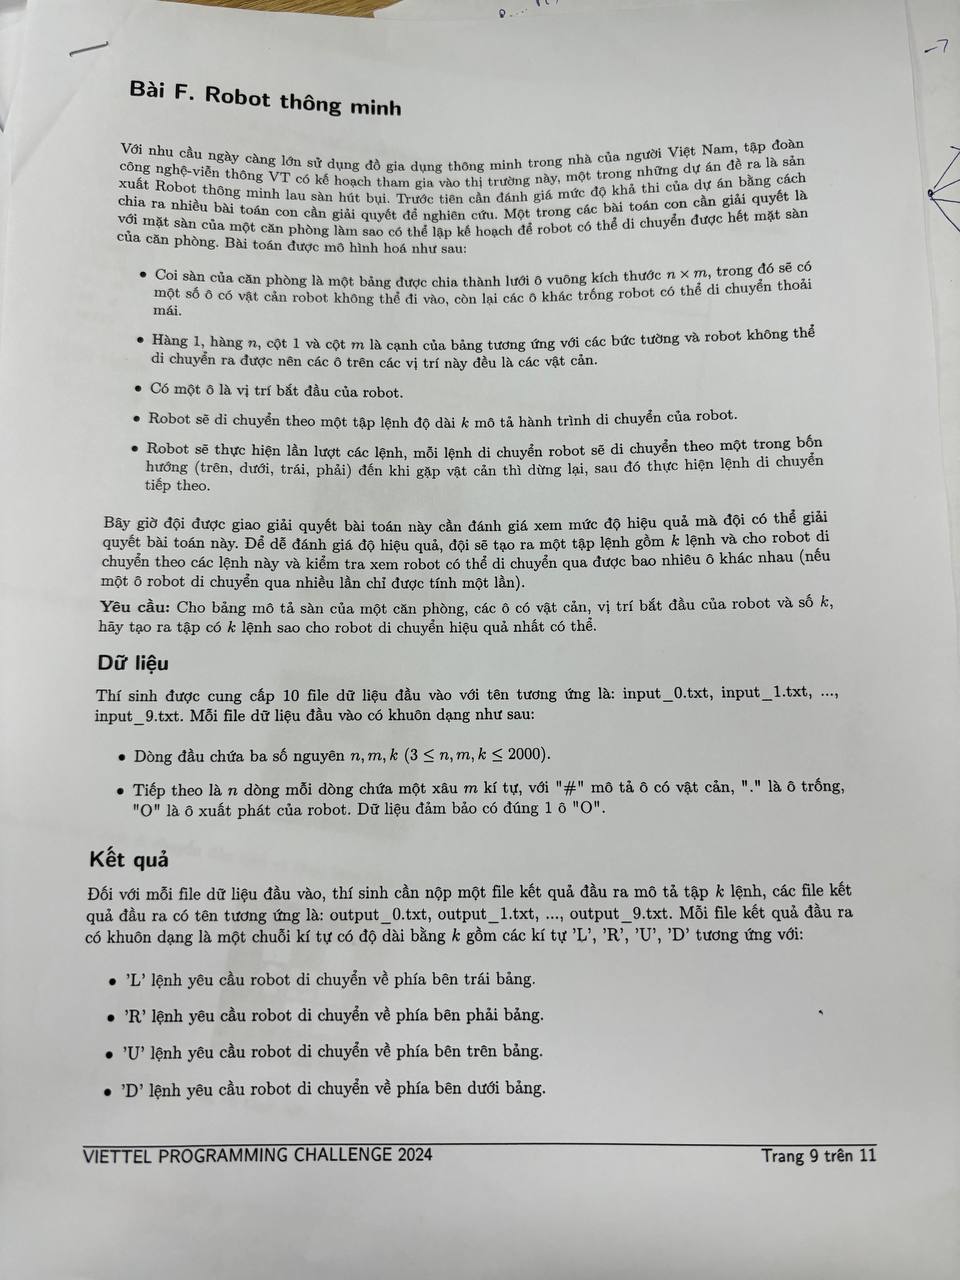 Bài F. Robot thông minh
Với nhu cầu ngày càng lớn sử dụng đồ gia dụng thông minh trong nhà của người Việt Nam, tập đoàn
công nghệ-viễn thông VT có kế hoạch tham gia vào thị trường này, một trong những dự án đề ra là sản
xuất Robot thông minh lau sàn hút bụi. Trước tiên cần đánh giá mức độ khả thi của dự án bằng cách
chia ra nhiều bài toán con cần giải quyết để nghiên cứu. Một trong các bài toán con cần giải quyết là
với mặt sàn của một căn phòng làm sao có thể lập kế hoạch để robot có thể di chuyển được hết mặt sàn
của căn phòng. Bài toán được mô hình hoá như sau:
• Coi sàn của căn phòng là một bảng được chia thành lưới ô vuông kích thước n × m, trong đó sẽ có
một số ô có vật cản robot không thể đi vào, còn lại các ô khác trống robot có thể di chuyển thoải
mái.
• Hàng 1, hàng n, cột 1 và cột m là cạnh của bảng tương ứng với các bức tường và robot không thể
di chuyển ra được nên các ô trên các vị trí này đều là các vật cản.
• Có một ô là vị trí bắt đầu của robot.
• Robot sẽ di chuyển theo một tập lệnh độ dài k mô tả hành trình di chuyển của robot.
• Robot sẽ thực hiện lần lượt các lệnh, mỗi lệnh di chuyển robot sẽ di chuyển theo một trong bốn
hướng (trên, dưới, trái, phải) đến khi gặp vật cản thì dừng lại, sau đó thực hiện lệnh di chuyển
tiếp theo.
Bây giờ đội được giao giải quyết bài toán này cần đánh giá xem mức độ hiệu quả mà đội có thể giải
quyết bài toán này. Để dễ đánh giá độ hiệu quả, đội sẽ tạo ra một tập lệnh gồm k lệnh và cho robot di
chuyển theo các lệnh này và kiểm tra xem robot có thể di chuyển qua được bao nhiêu ô khác nhau (nếu
một ô robot di chuyển qua nhiều lần chỉ được tính một lần).
Yêu cầu: Cho bảng mô tả sàn của một căn phòng, các ô có vật cản, vị trí bắt đầu của robot và số k,
hãy tạo ra tập có k lệnh sao cho robot di chuyển hiệu quả nhất có thể.
Dữ liệu
Thí sinh được cung cấp 10 file dữ liệu đầu vào với tên tương ứng là: input_0.txt, input_1.txt, ...,
input_9.txt. Mỗi file dữ liệu đầu vào có khuôn dạng như sau:
• Dòng đầu chứa ba số nguyên n, m, k (3 ≤ n, m, k ≤ 2000).
• Tiếp theo là n dòng mỗi dòng chứa một xâu m kí tự, với "#" mô tả ô có vật cản, "." là ô trống,
"O" là ô xuất phát của robot. Dữ liệu đảm bảo có đúng 1 ô "O".
Kết quả
Đối với mỗi file dữ liệu đầu vào, thí sinh cần nộp một file kết quả đầu ra mô tả tập k lệnh, các file kết
quả đầu ra có tên tương ứng là: output_0.txt, output_1.txt, ..., output_9.txt. Mỗi file kết quả đầu ra
có khuôn dạng là một chuỗi kí tự có độ dài bằng k gồm các kí tự 'L', 'R', 'U', 'D' tương ứng với:
• 'L' lệnh yêu cầu robot di chuyển về phía bên trái bảng.
• 'R' lệnh yêu cầu robot di chuyển về phía bên phải bảng.
• 'U' lệnh yêu cầu robot di chuyển về phía bên trên bảng.
• 'D' lệnh yêu cầu robot di chuyển về phía bên dưới bảng.
VIETTEL PROGRAMMING CHALLENGE 2024
Trang 9 trên 11